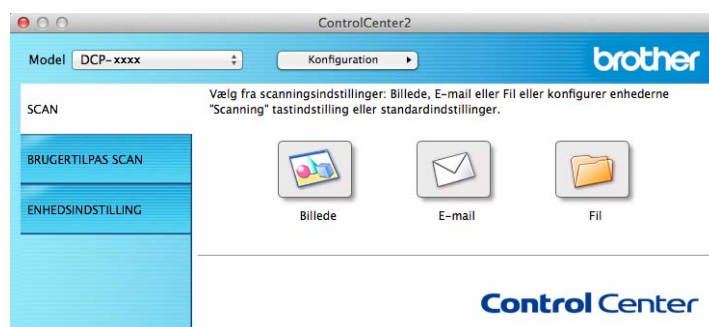 ControlCenter2
Model DCP-xxxx Konfiguration brother
Vælg fra scanningsindstillinger: Billede, E-mail eller Fil eller konfigurer enhederne
"Scanning" tastindstilling eller standardindstillinger.
SCAN
BRUGERTILPAS SCAN
ENHEDSINDSTILLING
Billede E-mail Fil
Control Center